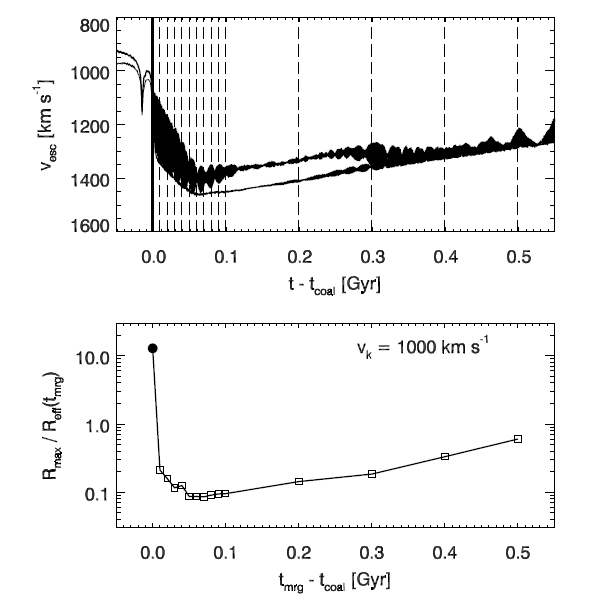 800
1000
1200
1400
1600
v_esc [km s^-1]
0.0 0.1 0.2 0.3 0.4 0.5
t - t_coal [Gyr]
v_k = 1000 km s^-1
10.0
1.0
0.1
R_max / R_eff(t_mrg)
0.0 0.1 0.2 0.3 0.4 0.5
t_mrg - t_coal [Gyr]